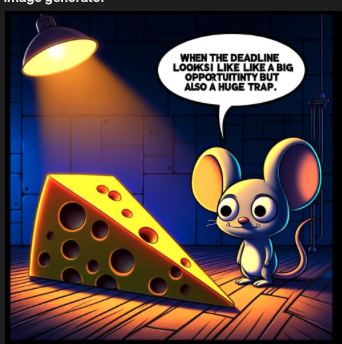 image generator
WHEN THE DEADLINE
LOOKS! LIKE LIKE A BIG
OPPORTUITINTY BUT
ALSO A HUGE TRAP.